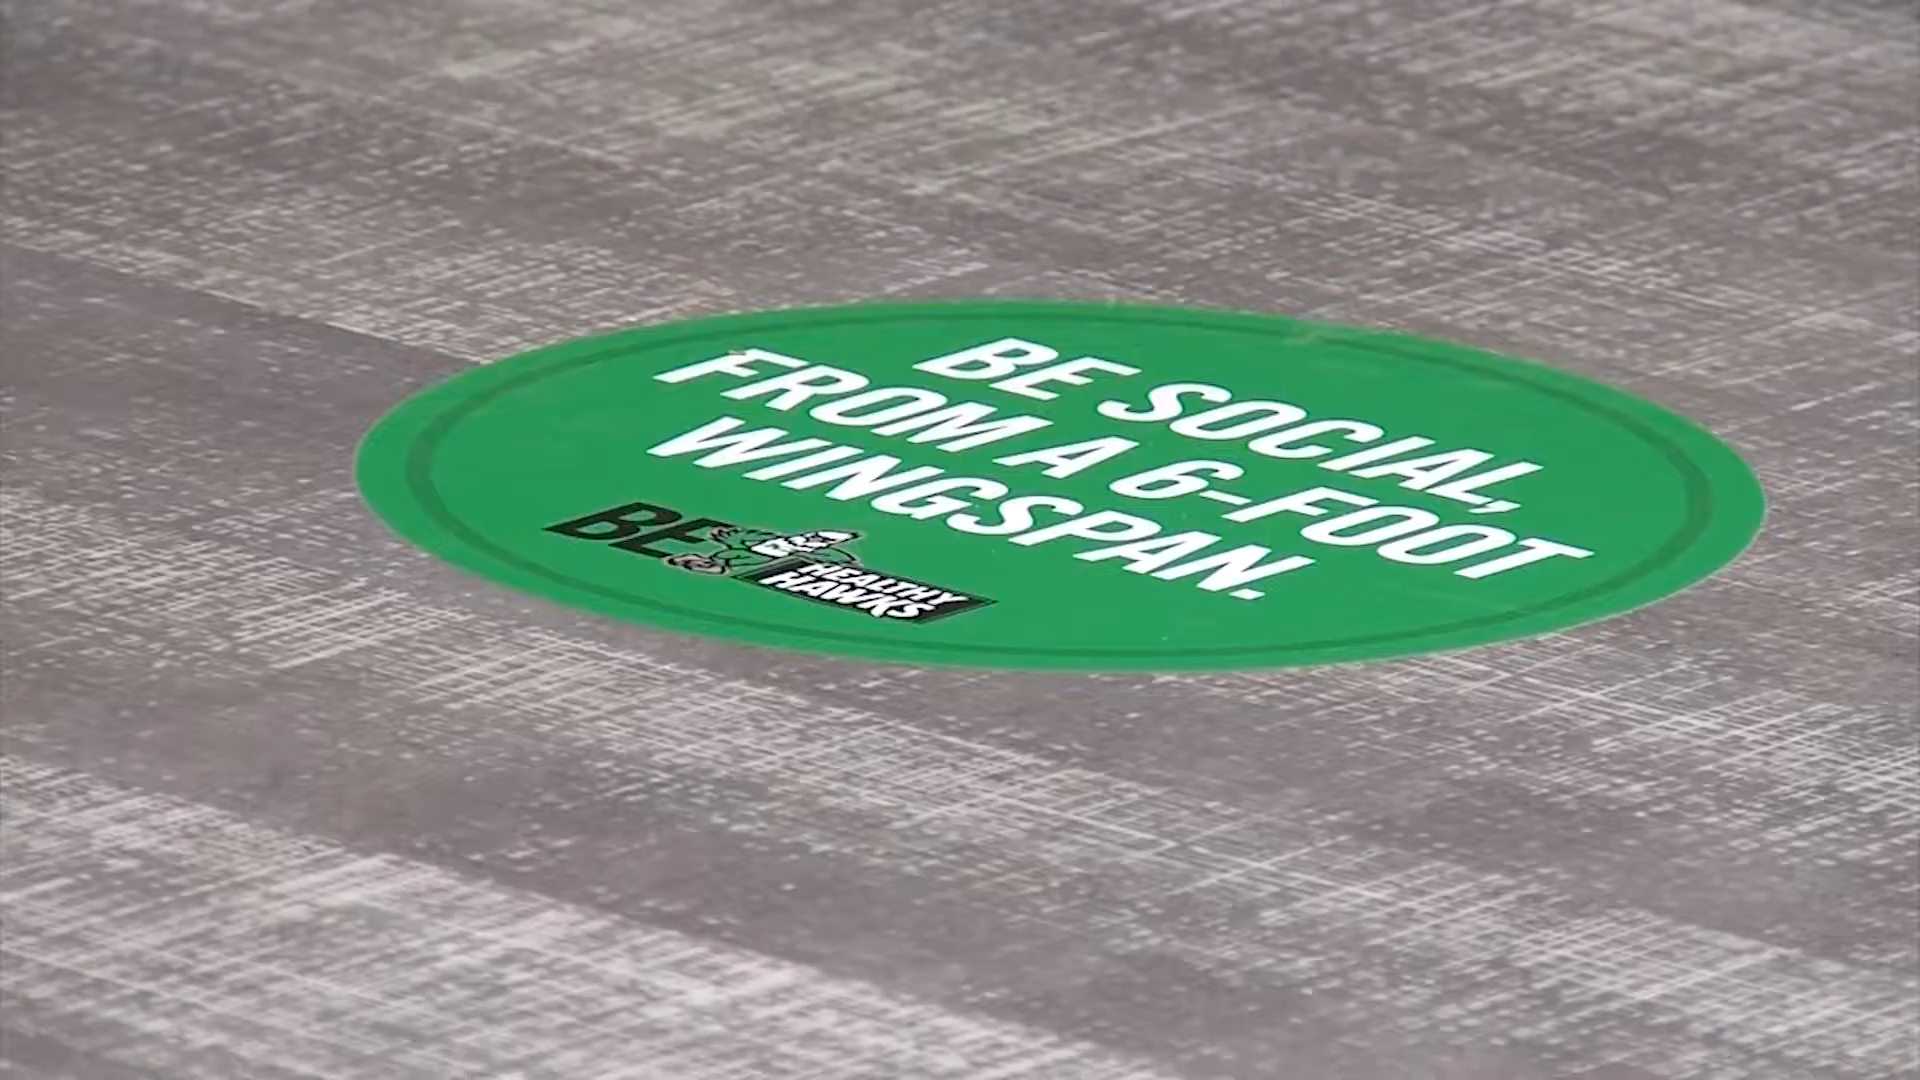 BE SOCIAL,
FROM A 6-FOOT
WINGSPAN.
BE
HEALTHY
HAWKS